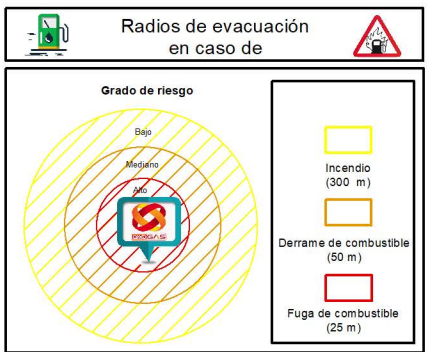 Radios de evacuación
en caso de
Grado de riesgo
Bajo
Mediano
Alto
Incendio
(300 m)
Derrame de combustible
(50 m)
Fuga de combustible
(25 m)